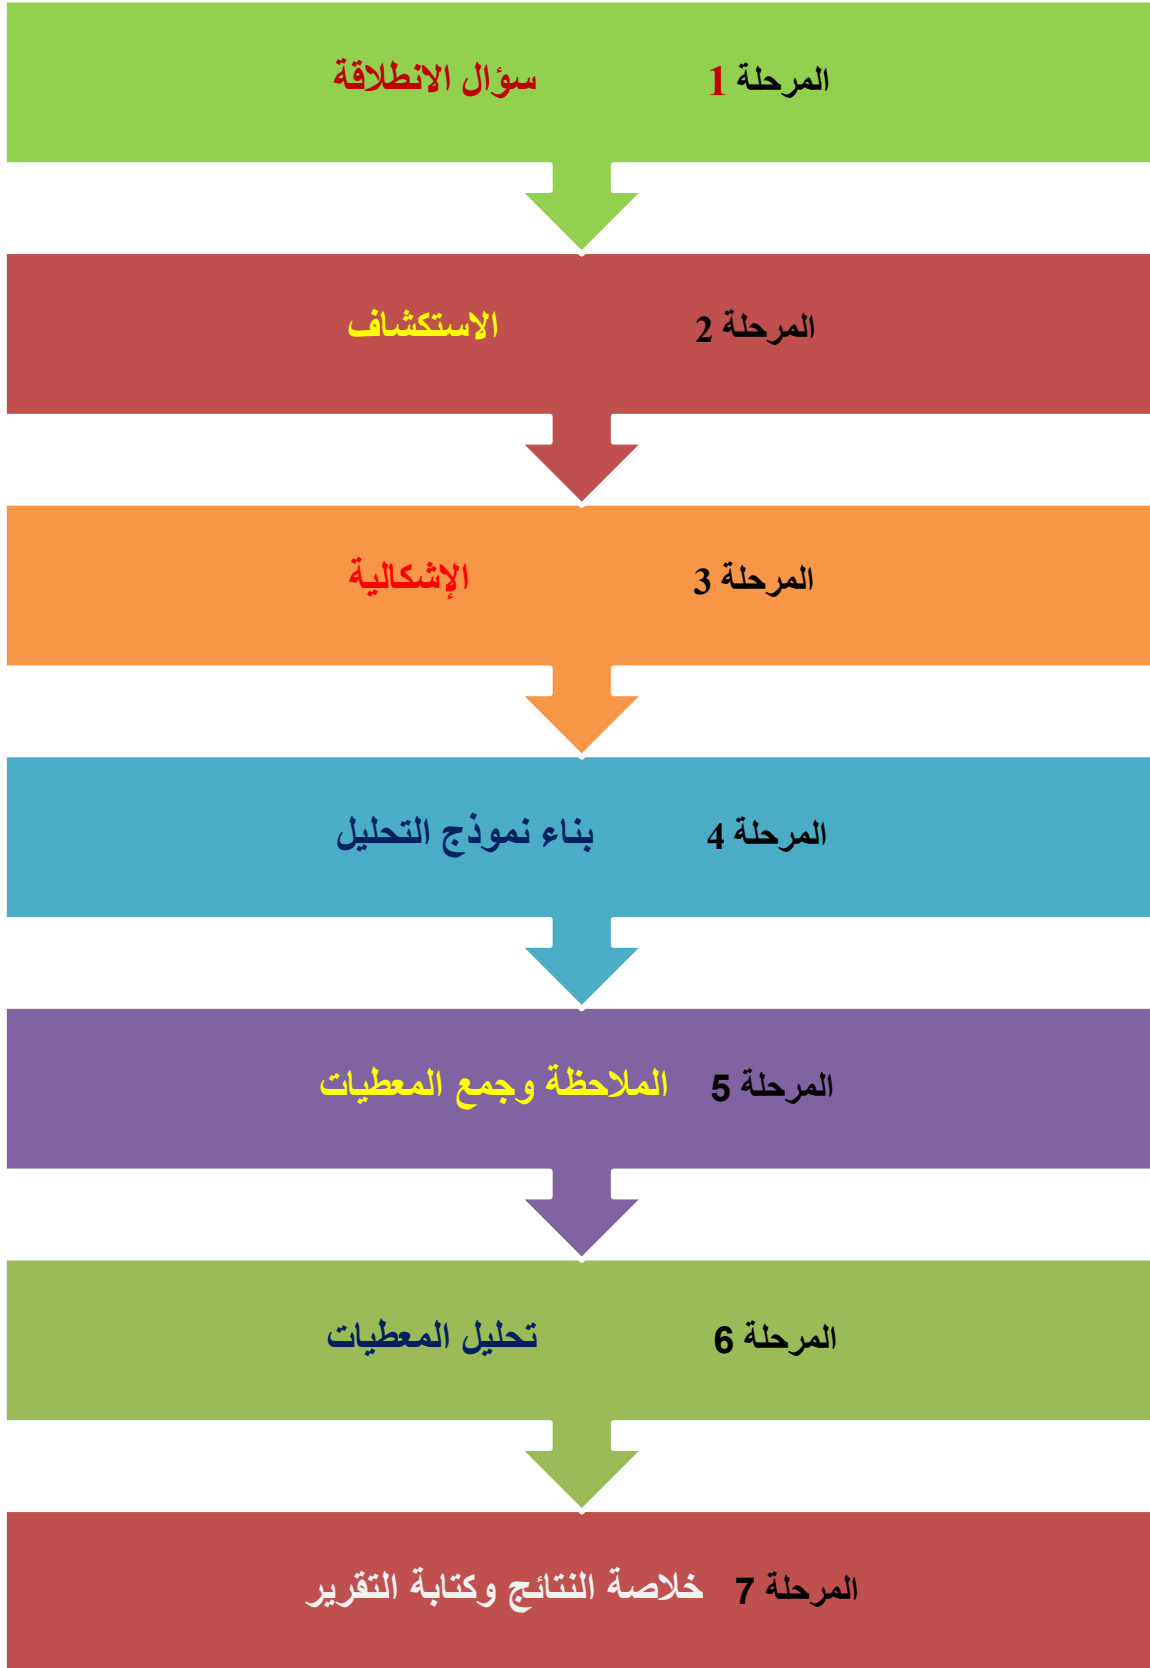 المرحلة 1 سؤال الانطلاقة
المرحلة 2 الاستكشاف
المرحلة 3 الإشكالية
المرحلة 4 بناء نموذج التحليل
المرحلة 5 الملاحظة وجمع المعطيات
المرحلة 6 تحليل المعطيات
المرحلة 7 خلاصة النتائج وكتابة التقرير